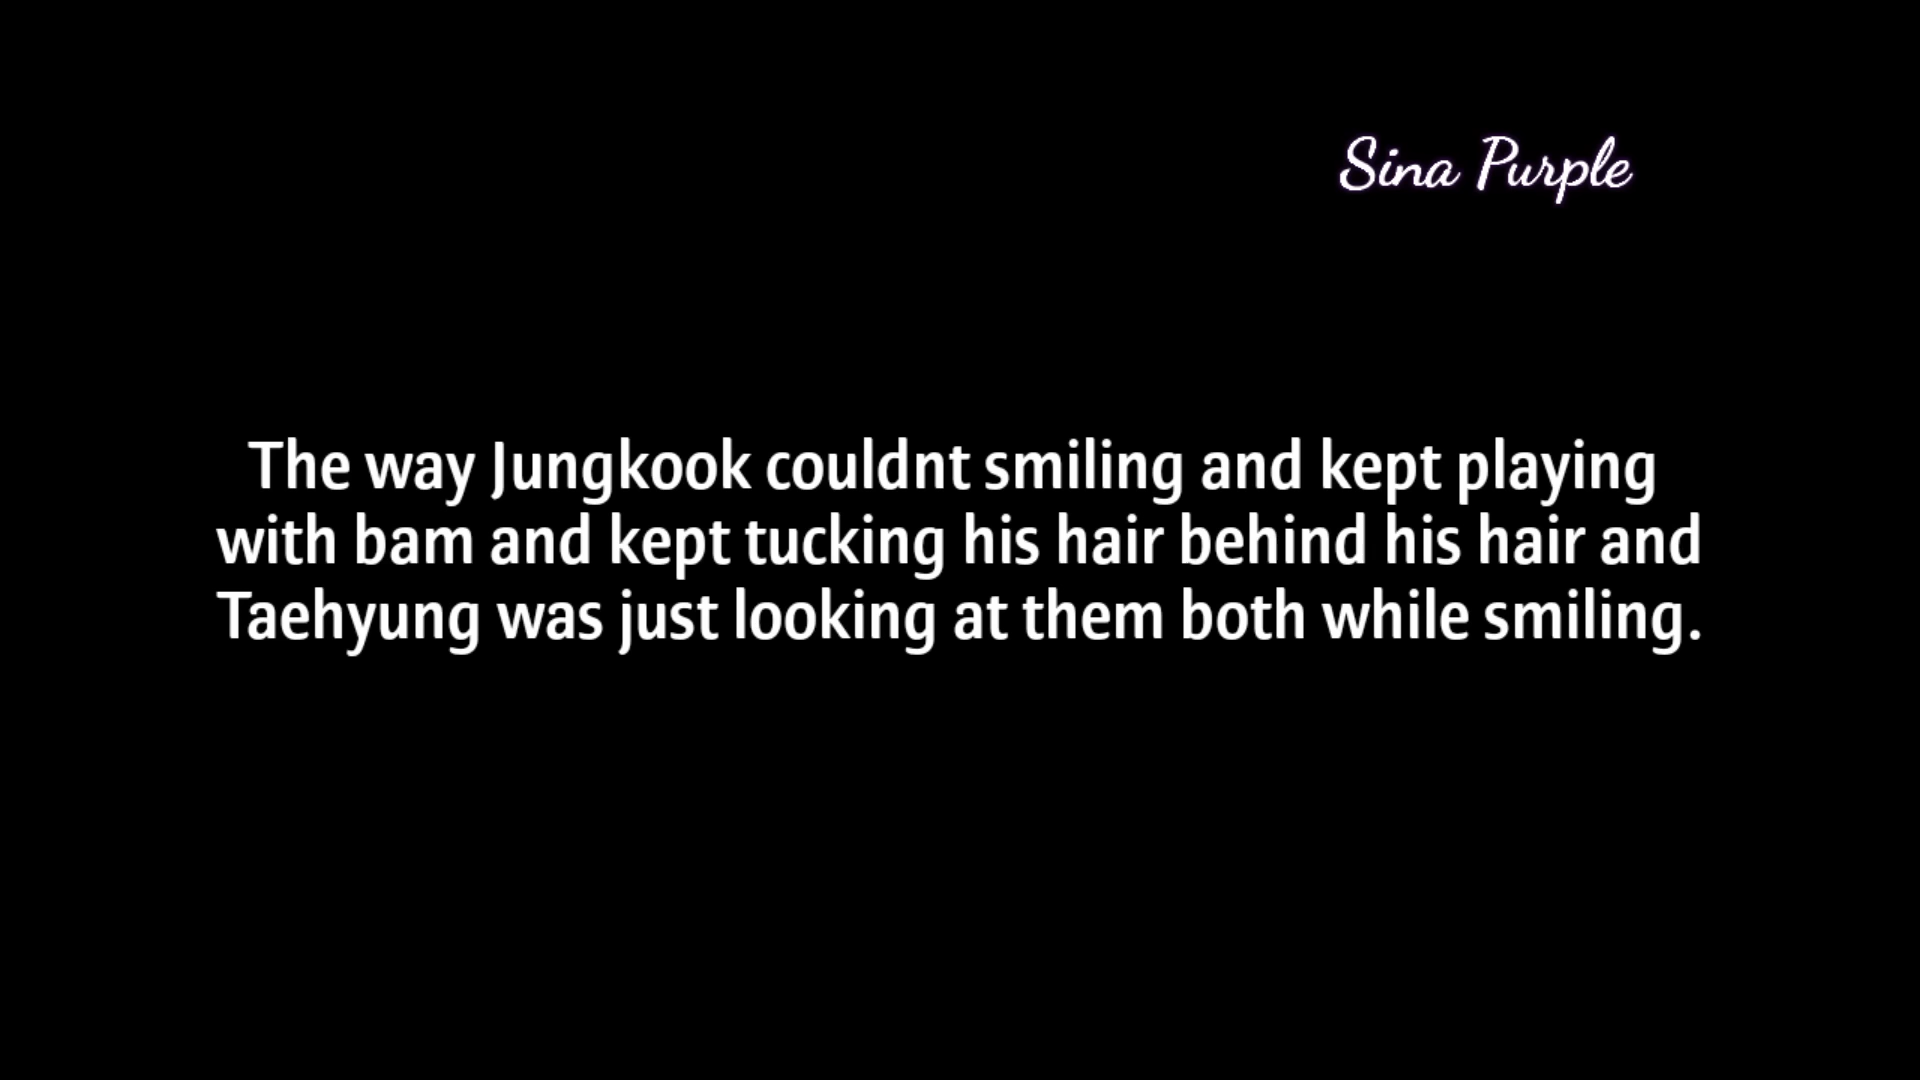 Sina Purple
The way Jungkook couldnt smiling and kept playing
with bam and kept tucking his hair behind his hair and
Taehyung was just looking at them both while smiling.